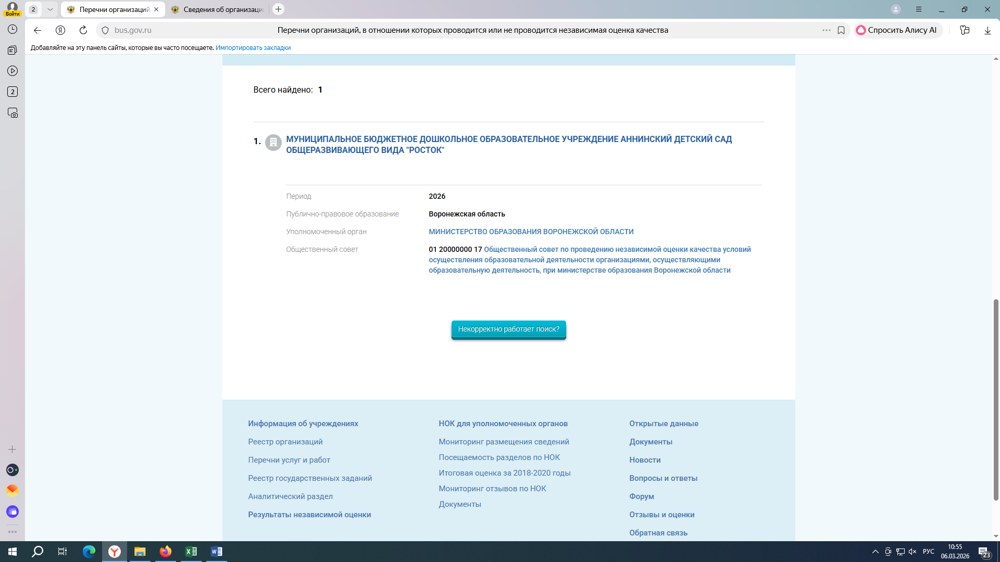 Войти
2
Перечни организаций,
Сведения об организаци
bus.gov.ru
Перечни организаций, в отношении которых проводится или не проводится независимая оценка качества
Спросить Алису AI
Добавляйте на эту панель сайты, которые вы часто посещаете. Импортировать закладки
2
Всего найдено: 1
1. МУНИЦИПАЛЬНОЕ БЮДЖЕТНОЕ ДОШКОЛЬНОЕ ОБРАЗОВАТЕЛЬНОЕ УЧРЕЖДЕНИЕ АННИНСКИЙ ДЕТСКИЙ САД
ОБЩЕРАЗВИВАЮЩЕГО ВИДА "РОСТОК"
Период 2026
Публично-правовое образование Воронежская область
Уполномоченный орган МИНИСТЕРСТВО ОБРАЗОВАНИЯ ВОРОНЕЖСКОЙ ОБЛАСТИ
Общественный совет 01 20000000 17 Общественный совет по проведению независимой оценки качества условий
осуществления образовательной деятельности организациями, осуществляющими
образовательную деятельность, при министерстве образования Воронежской области
Некорректно работает поиск?
Информация об учреждениях
Реестр организаций
Перечни услуг и работ
Реестр государственных заданий
Аналитический раздел
Результаты независимой оценки
НОК для уполномоченных органов
Мониторинг размещения сведений
Посещаемость разделов по НОК
Итоговая оценка за 2018-2020 годы
Мониторинг отзывов по НОК
Документы
Открытые данные
Документы
Новости
Вопросы и ответы
Форум
Отзывы и оценки
Обратная связь
РУС
10:55
06.03.2026
23